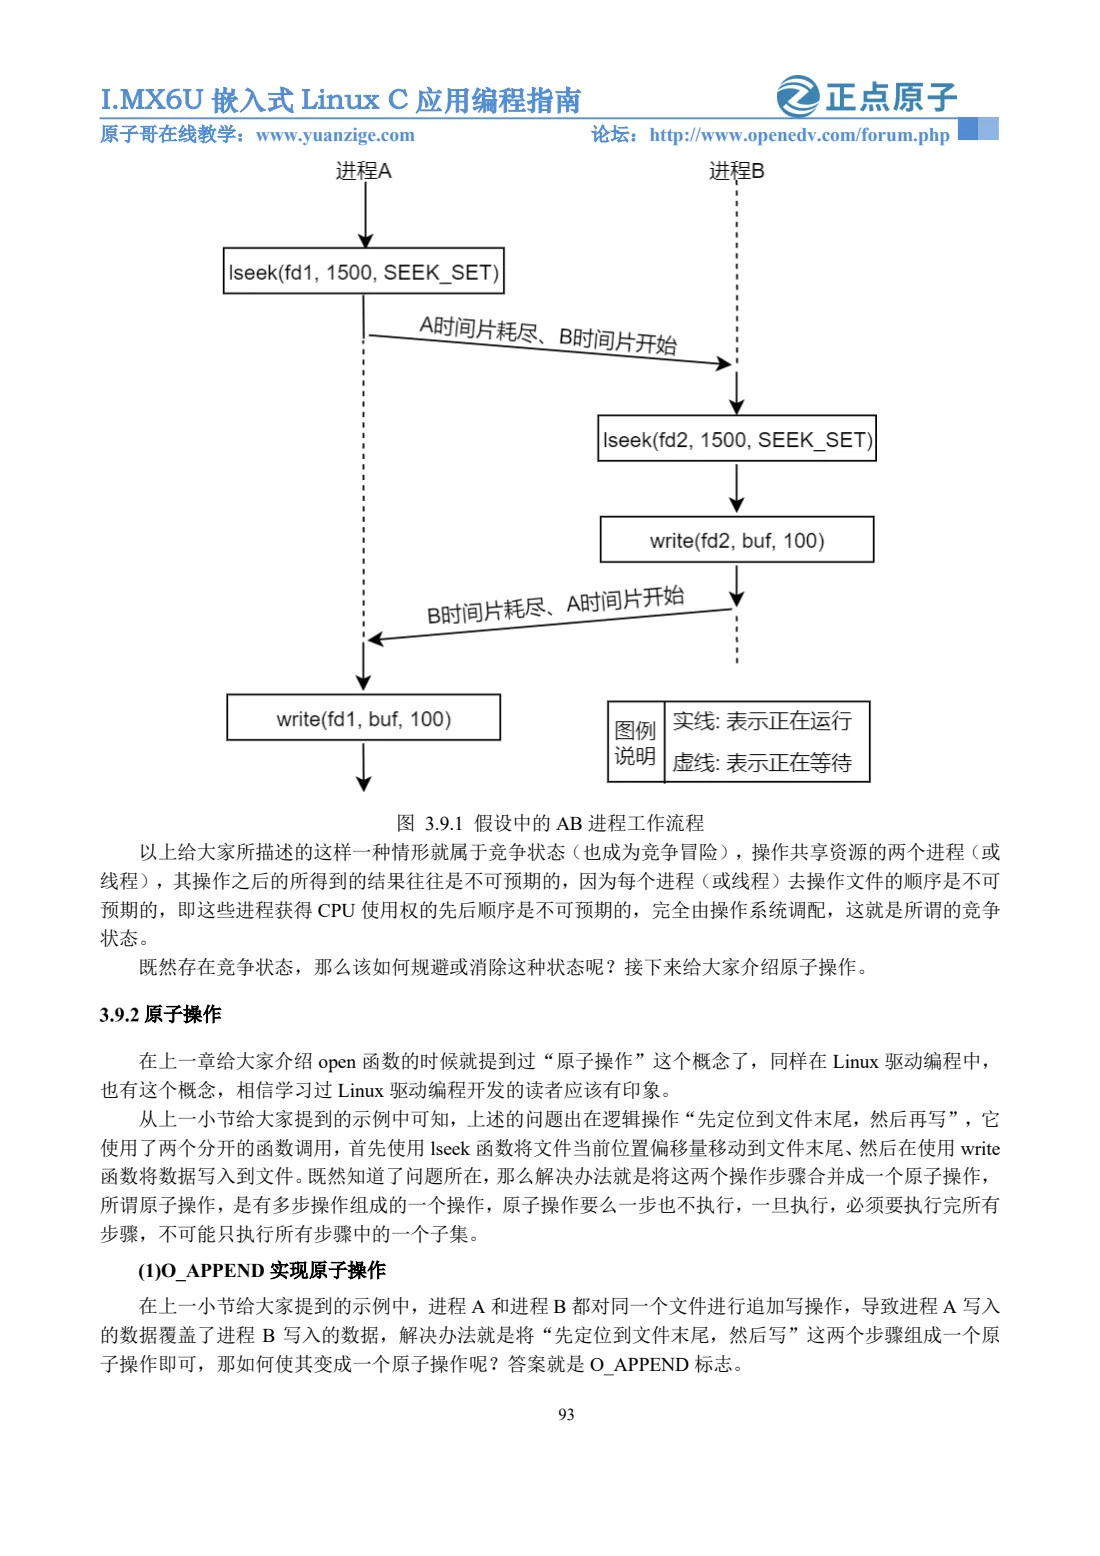 I.MX6U 嵌入式 Linux C 应用编程指南
正点原子
原子哥在线教学：www.yuanzige.com 论坛：http://www.openedv.com/forum.php
进程A
进程B
lseek(fd1, 1500, SEEK_SET)
A时间片耗尽、B时间片开始
lseek(fd2, 1500, SEEK_SET)
write(fd2, buf, 100)
B时间片耗尽、A时间片开始
write(fd1, buf, 100)
图例
说明
实线: 表示正在运行
虚线: 表示正在等待
图 3.9.1 假设中的 AB 进程工作流程
以上给大家所描述的这样一种情形就属于竞争状态（也成为竞争冒险），操作共享资源的两个进程（或
线程），其操作之后的所得到的结果往往是不可预期的，因为每个进程（或线程）去操作文件的顺序是不可
预期的，即这些进程获得 CPU 使用权的先后顺序是不可预期的，完全由操作系统调配，这就是所谓的竞争
状态。
既然存在竞争状态，那么该如何规避或消除这种状态呢？接下来给大家介绍原子操作。
3.9.2 原子操作
在上一章给大家介绍 open 函数的时候就提到过“原子操作”这个概念了，同样在 Linux 驱动编程中，
也有这个概念，相信学习过 Linux 驱动编程开发的读者应该有印象。
从上一小节给大家提到的示例中可知，上述的问题出在逻辑操作“先定位到文件末尾，然后再写”，它
使用了两个分开的函数调用，首先使用 lseek 函数将文件当前位置偏移量移动到文件末尾、然后在使用 write
函数将数据写入到文件。既然知道了问题所在，那么解决办法就是将这两个操作步骤合并成一个原子操作，
所谓原子操作，是有多步操作组成的一个操作，原子操作要么一步也不执行，一旦执行，必须要执行完所有
步骤，不可能只执行所有步骤中的一个子集。
(1)O_APPEND 实现原子操作
在上一小节给大家提到的示例中，进程 A 和进程 B 都对同一个文件进行追加写操作，导致进程 A 写入
的数据覆盖了进程 B 写入的数据，解决办法就是将“先定位到文件末尾，然后写”这两个步骤组成一个原
子操作即可，那如何使其变成一个原子操作呢？答案就是 O_APPEND 标志。
93